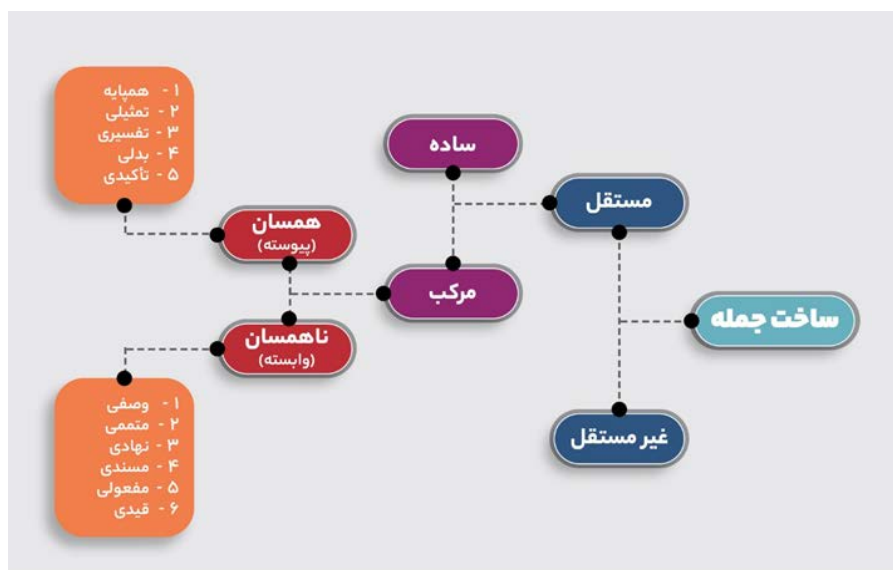 ساخت جمله
مستقل
غیر مستقل
ساده
مرکب
همسان
(پیوسته)
ناهمسان
(وابسته)
۱ - همپایه
۲ - تمثیلی
۳ - تفسیری
۴ - بدلی
۵ - تأکیدی
۱ - وصفی
۲ - متممی
۳ - نهادی
۴ - مسندی
۵ - مفعولی
۶ - قیدی